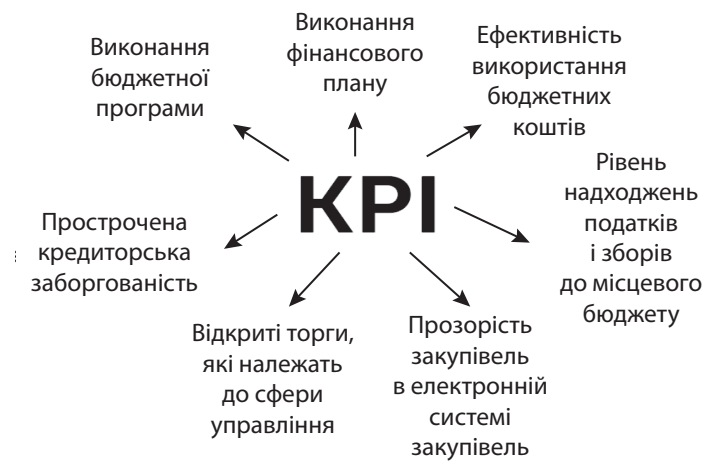 Виконання
бюджетної
програми
Виконання
фінансового
плану
Ефективність
використання
бюджетних
коштів
KPI
Рівень
надходжень
податків
і зборів
до місцевого
бюджету
Прострочена
кредиторська
заборгованість
Відкриті торги,
які належать
до сфери
управління
Прозорість
закупівель
в електронній
системі
закупівель